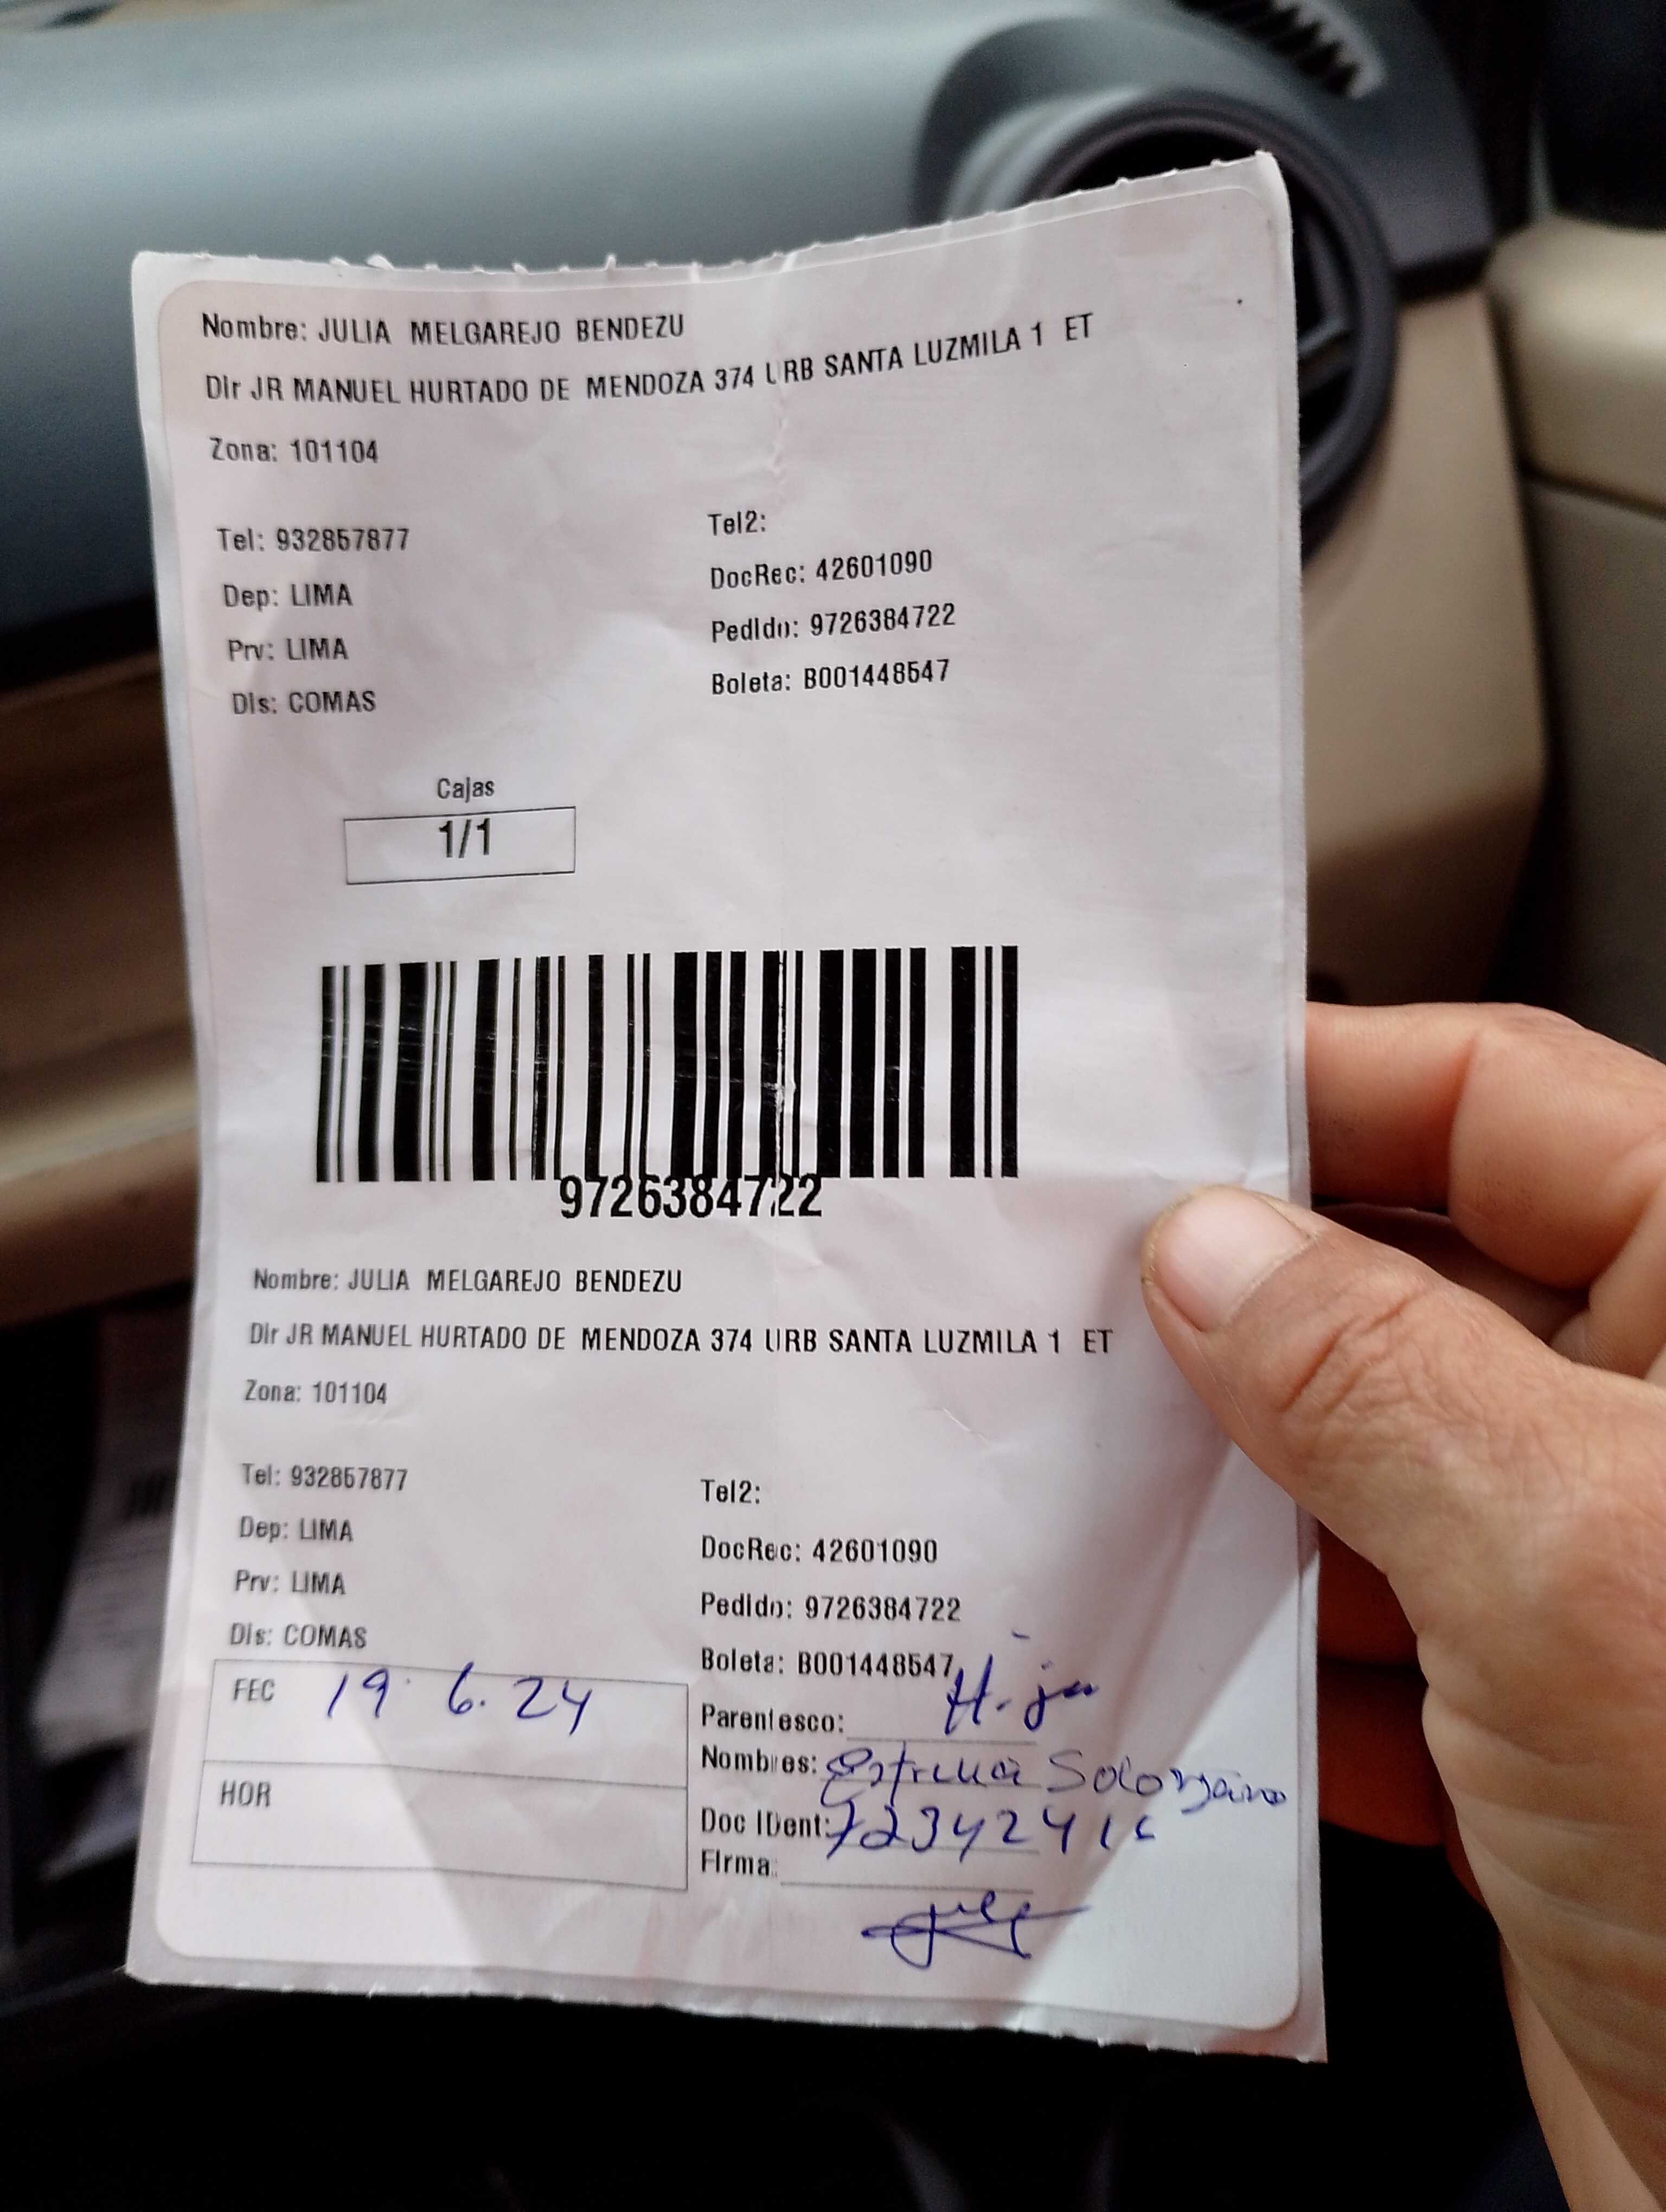 Nombre: JULIA MELGAREJO BENDEZU
Dir JR MANUEL HURTADO DE MENDOZA 374 URB SANTA LUZMILA 1 ET
Zona: 101104
Tel: 932857877 Tel2:
Dep: LIMA DocRec: 42601090
Prv: LIMA Pedido: 9726384722
Dis: COMAS Boleta: B001448547
Cajas
1/1
9726384722
Nombre: JULIA MELGAREJO BENDEZU
Dir JR MANUEL HURTADO DE MENDOZA 374 URB SANTA LUZMILA 1 ET
Zona: 101104
Tel: 932857877 Tel2:
Dep: LIMA DocRec: 42601090
Prv: LIMA Pedido: 9726384722
Dis: COMAS Boleta: B001448547
FEC 19. 6. 24
HOR
Parentesco: Hija
Nombres: Estrella Solorzano
Doc IDent: 72342416
Firma: